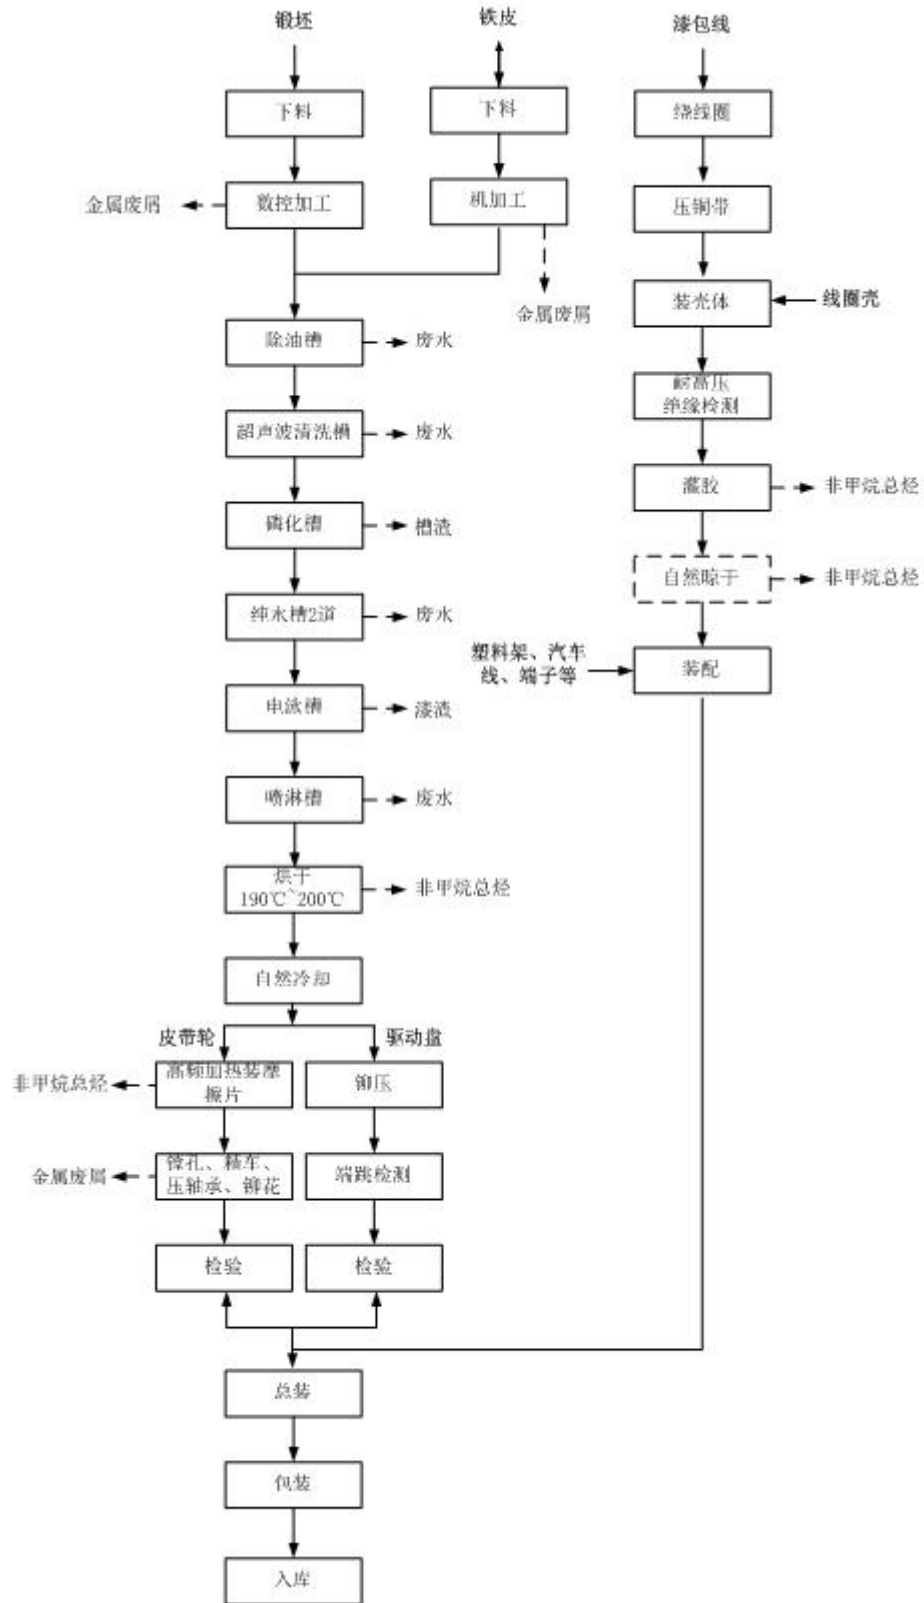 锻坯
铁皮
漆包线
下料
下料
绕线圈
金属废屑
数控加工
机加工
压铜带
金属废屑
装壳体
线圈壳
除油槽
废水
耐高压
绝缘检测
超声波清洗槽
废水
灌胶
非甲烷总烃
磷化槽
槽渣
自然晾干
非甲烷总烃
纯水槽2道
废水
塑料架、汽车
线、端子等
装配
电泳槽
漆渣
喷淋槽
废水
烘干
190℃~200℃
非甲烷总烃
自然冷却
皮带轮
驱动盘
非甲烷总烃
高频加热装摩
擦片
铆压
金属废屑
镗孔、精车、
压轴承、铆花
端跳检测
检验
检验
总装
包装
入库